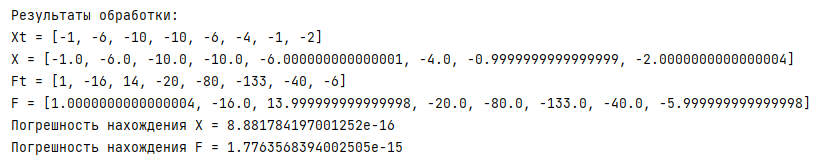 Результаты обработки:
Xt = [-1, -6, -10, -10, -6, -4, -1, -2]
X = [-1.0, -6.0, -10.0, -10.0, -6.000000000000001, -4.0, -0.9999999999999999, -2.0000000000000004]
Ft = [1, -16, 14, -20, -80, -133, -40, -6]
F = [1.0000000000000004, -16.0, 13.999999999999998, -20.0, -80.0, -133.0, -40.0, -5.999999999999998]
Погрешность нахождения X = 8.881784197001252e-16
Погрешность нахождения F = 1.7763568394002505e-15